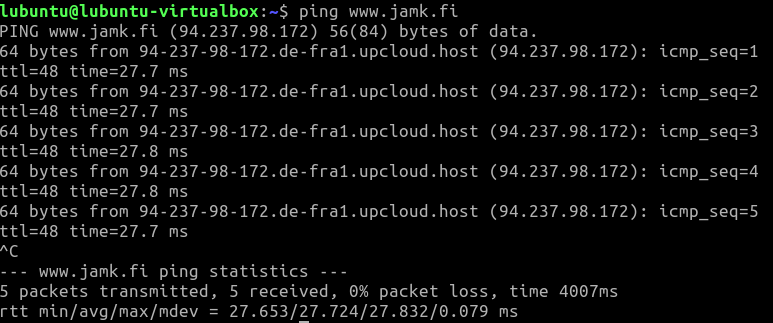 lubuntu@lubuntu-virtualbox:~$ ping www.jamk.fi
PING www.jamk.fi (94.237.98.172) 56(84) bytes of data.
64 bytes from 94-237-98-172.de-fra1.upcloud.host (94.237.98.172): icmp_seq=1
ttl=48 time=27.7 ms
64 bytes from 94-237-98-172.de-fra1.upcloud.host (94.237.98.172): icmp_seq=2
ttl=48 time=27.7 ms
64 bytes from 94-237-98-172.de-fra1.upcloud.host (94.237.98.172): icmp_seq=3
ttl=48 time=27.8 ms
64 bytes from 94-237-98-172.de-fra1.upcloud.host (94.237.98.172): icmp_seq=4
ttl=48 time=27.8 ms
64 bytes from 94-237-98-172.de-fra1.upcloud.host (94.237.98.172): icmp_seq=5
ttl=48 time=27.7 ms
^C
--- www.jamk.fi ping statistics ---
5 packets transmitted, 5 received, 0% packet loss, time 4007ms
rtt min/avg/max/mdev = 27.653/27.724/27.832/0.079 ms